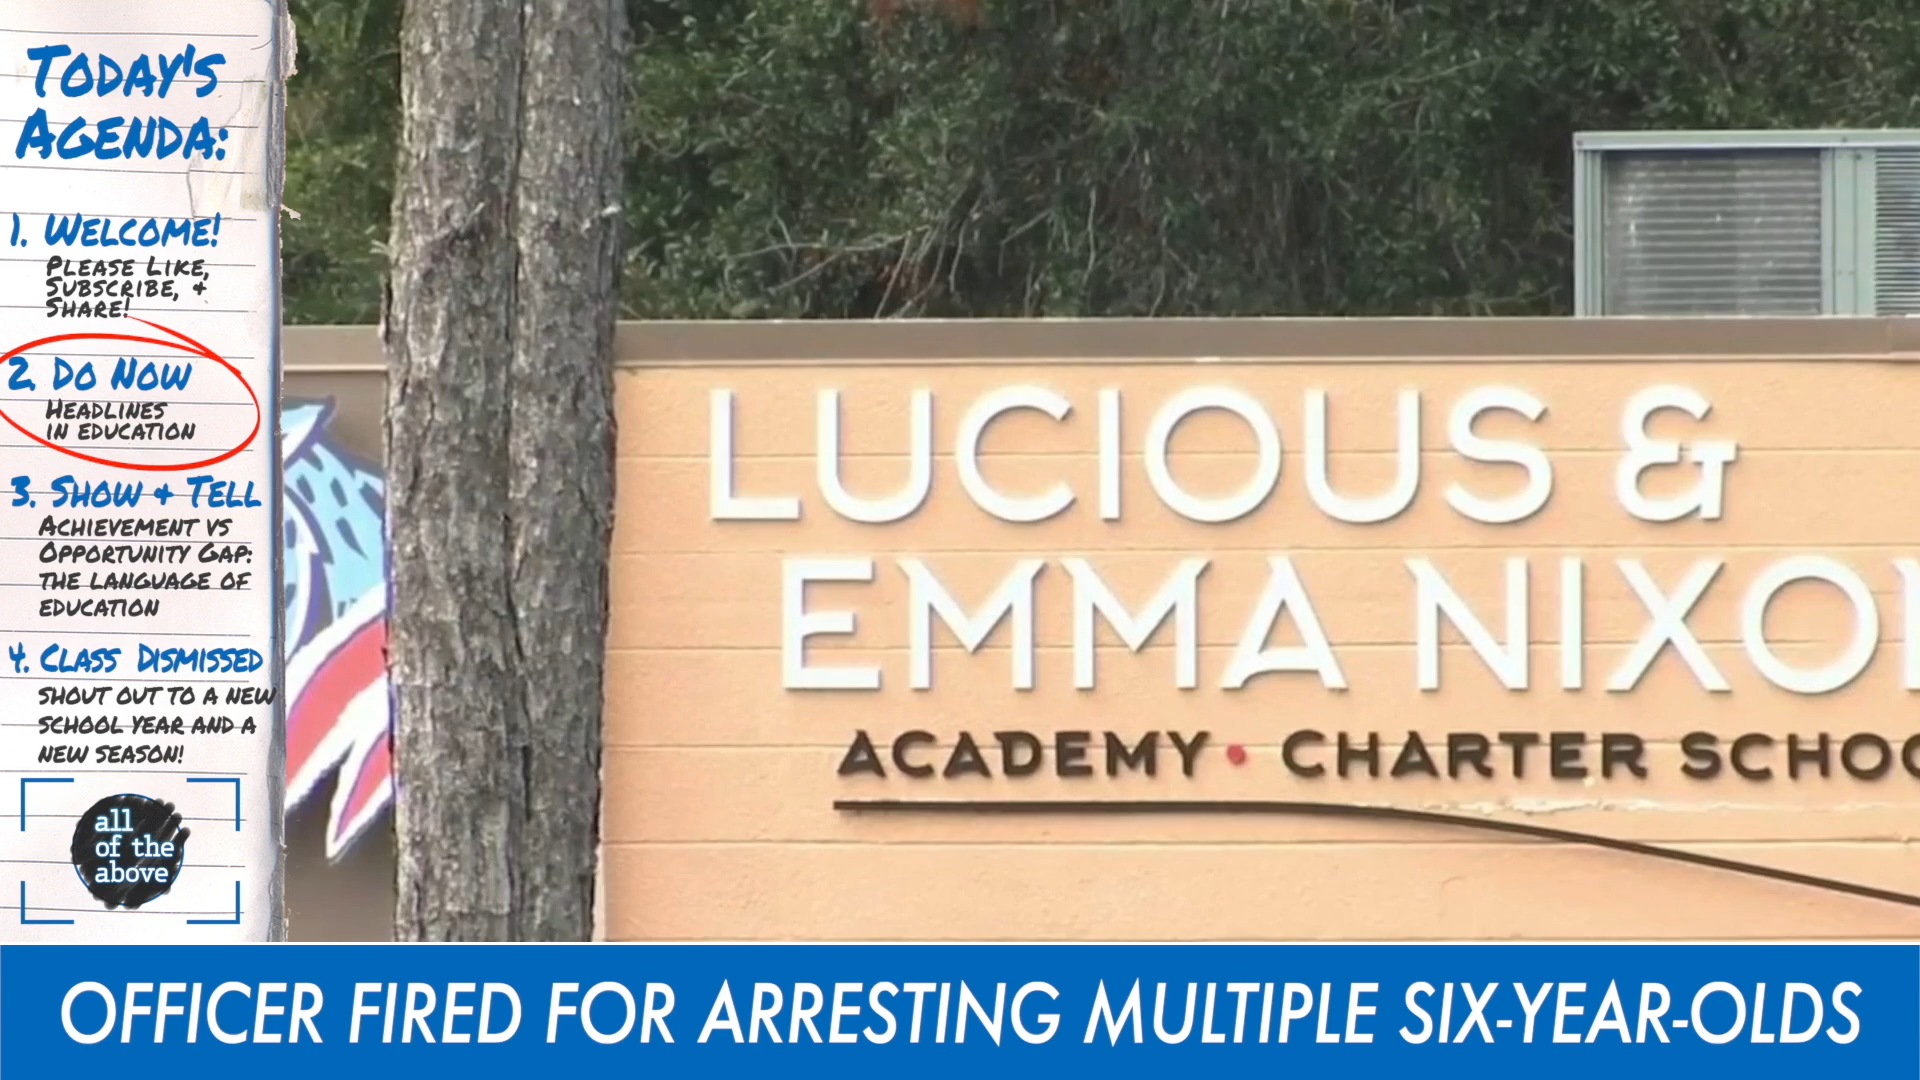 TODAY'S
AGENDA:
1. WELCOME!
PLEASE LIKE,
SUBSCRIBE, +
SHARE!
2. DO NOW
HEADLINES
IN EDUCATION
3. SHOW + TELL
ACHIEVEMENT VS
OPPORTUNITY GAP:
THE LANGUAGE OF
EDUCATION
4. CLASS DISMISSED
SHOUT OUT TO A NEW
SCHOOL YEAR AND A
NEW SEASON!
all
of the
above
LUCIOUS &
EMMA NIXO
ACADEMY • CHARTER SCHOO
OFFICER FIRED FOR ARRESTING MULTIPLE SIX-YEAR-OLDS